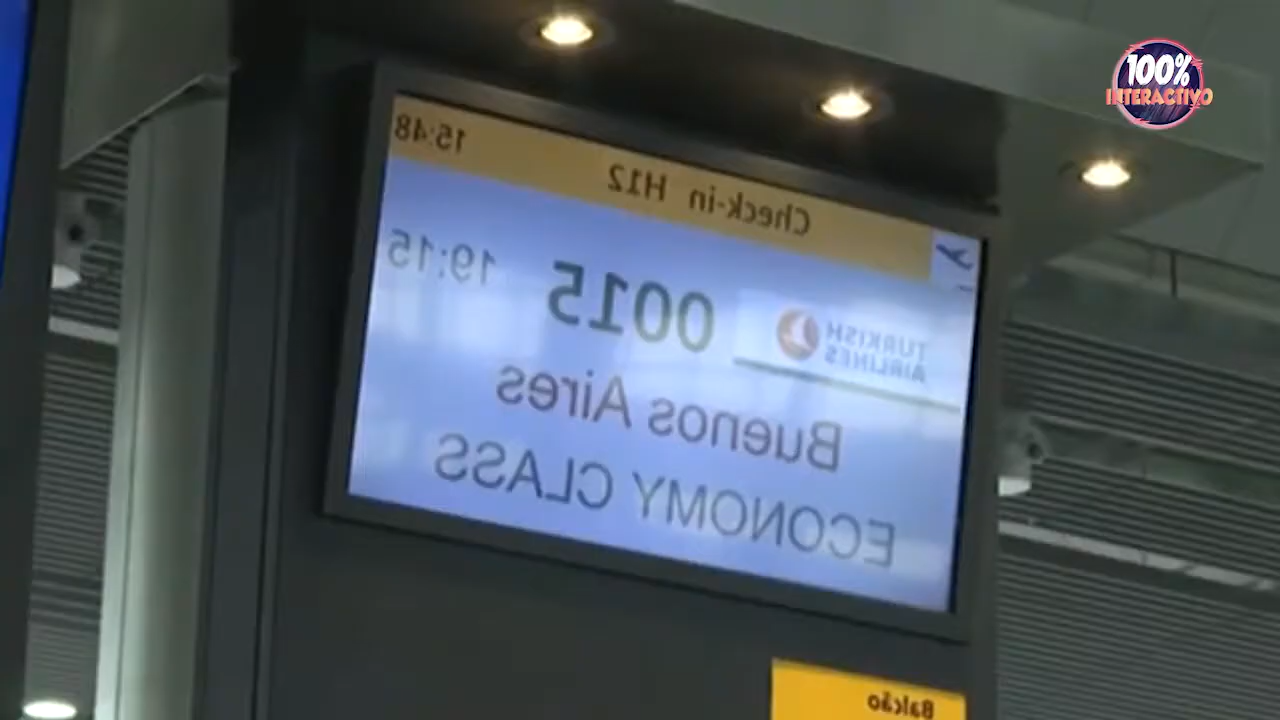 100%
INTERACTIVO
Check-in H12 15:48
TURKISH
AIRLINES
0015 19:15
Buenos Aires
ECONOMY CLASS
Balcão